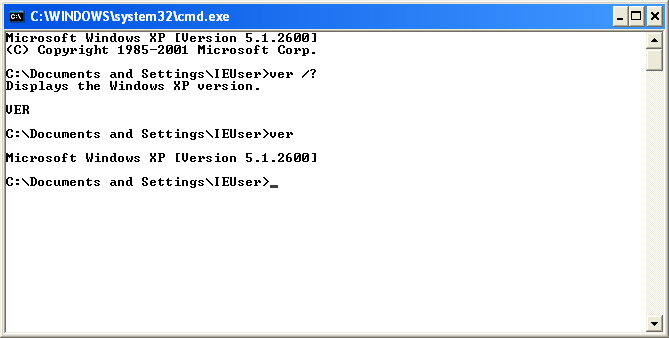 C:\WINDOWS\system32\cmd.exe
Microsoft Windows XP [Version 5.1.2600]
(C) Copyright 1985-2001 Microsoft Corp.
C:\Documents and Settings\IEUser>ver /?
Displays the Windows XP version.
VER
C:\Documents and Settings\IEUser>ver
Microsoft Windows XP [Version 5.1.2600]
C:\Documents and Settings\IEUser>_